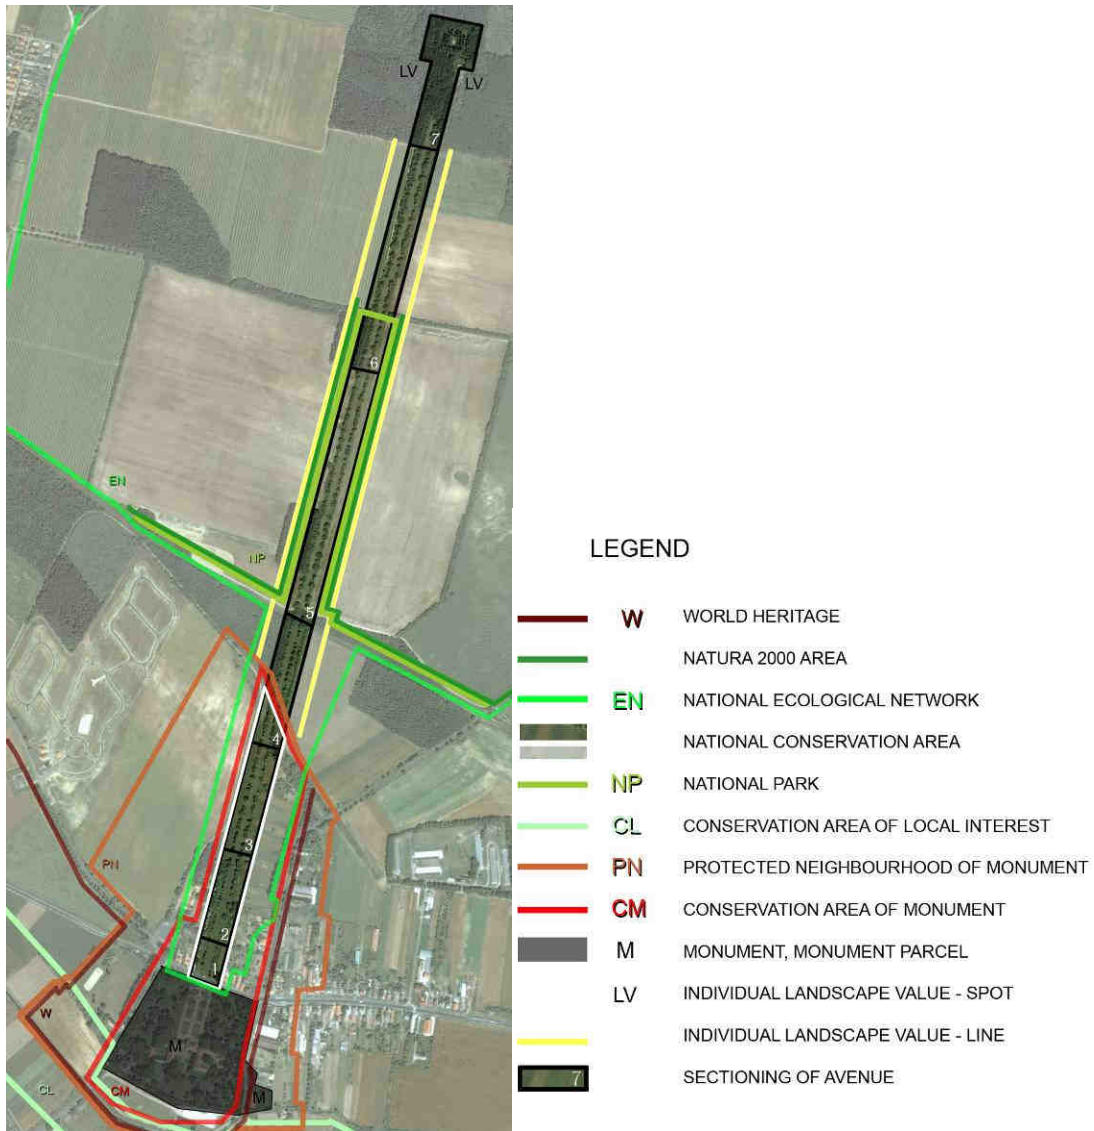 LV
LV
7
6
EN
NP
5
4
3
PN
2
1
W
M
CL
CM
M
LEGEND
W WORLD HERITAGE
NATURA 2000 AREA
EN NATIONAL ECOLOGICAL NETWORK
NATIONAL CONSERVATION AREA
NP NATIONAL PARK
CL CONSERVATION AREA OF LOCAL INTEREST
PN PROTECTED NEIGHBOURHOOD OF MONUMENT
CM CONSERVATION AREA OF MONUMENT
M MONUMENT, MONUMENT PARCEL
LV INDIVIDUAL LANDSCAPE VALUE - SPOT
INDIVIDUAL LANDSCAPE VALUE - LINE
7 SECTIONING OF AVENUE